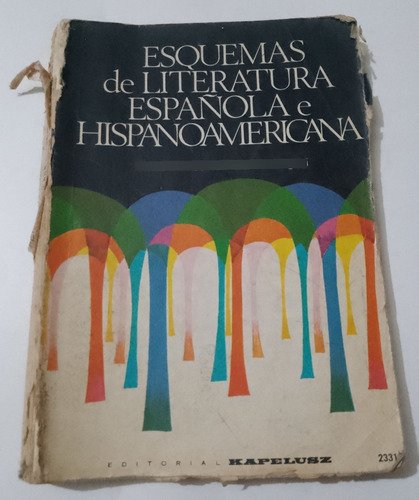 ESQUEMAS
de LITERATURA
ESPAÑOLA e
HISPANOAMERICANA
EDITORIAL KAPELUSZ
2331